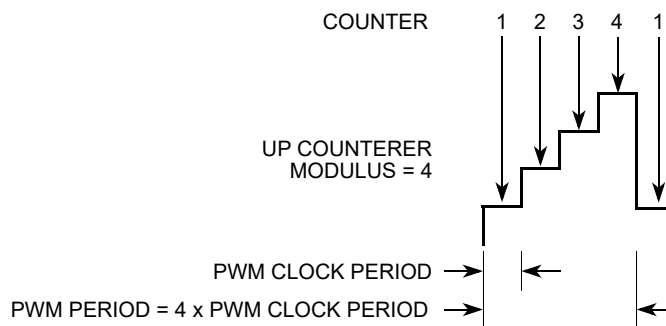 COUNTER 1 2 3 4 1
UP COUNTERER
MODULUS = 4
PWM CLOCK PERIOD
PWM PERIOD = 4 x PWM CLOCK PERIOD